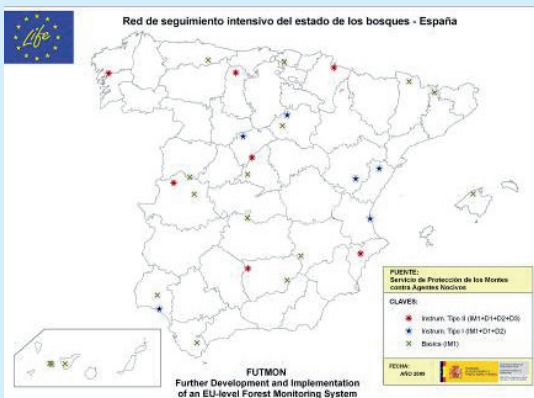 Life
Red de seguimiento intensivo del estado de los bosques - España
FUENTE:
Servicio de Protección de los Montes
contra Agentes Nocivos
CLAVES:
Instrum. Tipo II (IM1+D1+D2+D3)
Instrum. Tipo I (IM1+D1+D2)
Basica (IM1)
FECHA:
AÑO 2009
FUTMON
Further Development and Implementation
of an EU-level Forest Monitoring System